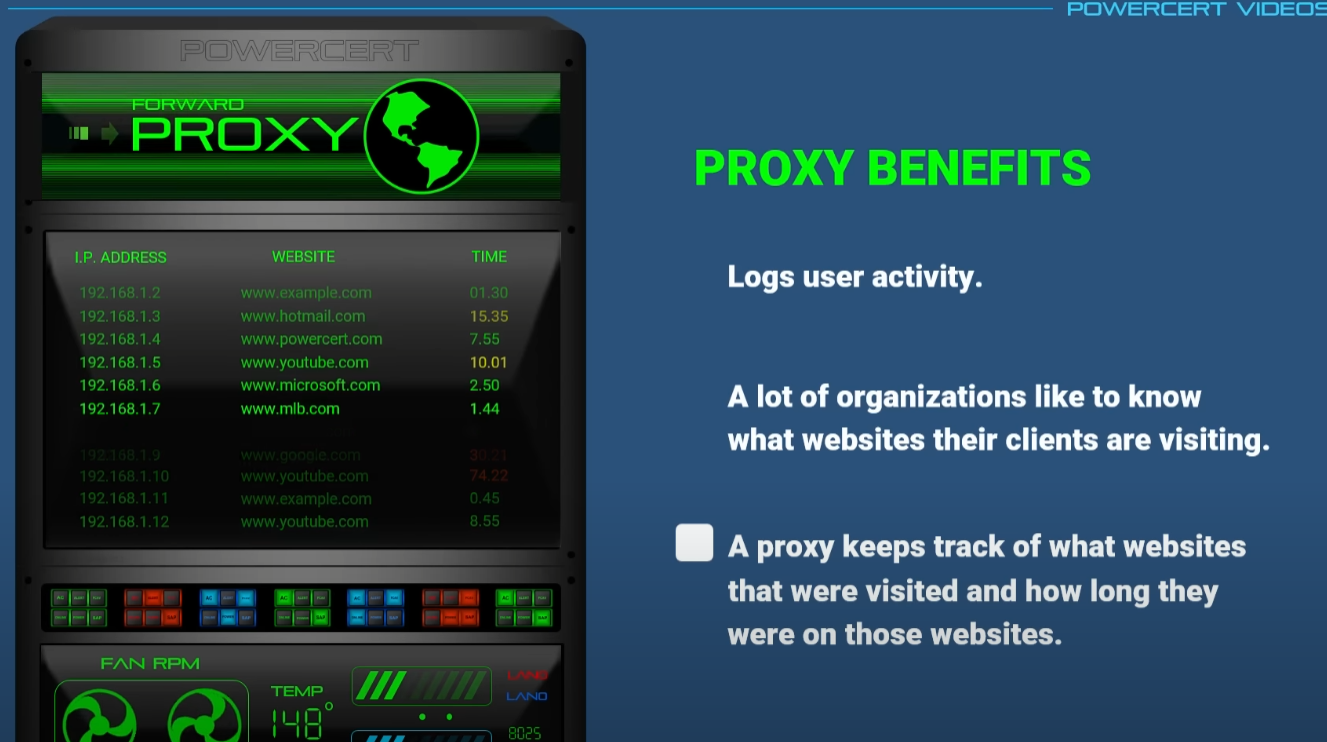 POWERCERT VIDEOS
POWERCERT
FORWARD
PROXY
I.P. ADDRESS WEBSITE TIME
192.168.1.2 www.example.com 01.30
192.168.1.3 www.hotmail.com 15.35
192.168.1.4 www.powercert.com 7.55
192.168.1.5 www.youtube.com 10.01
192.168.1.6 www.microsoft.com 2.50
192.168.1.7 www.mlb.com 1.44
192.168.1.9 www.google.com 30.21
192.168.1.10 www.youtube.com 74.22
192.168.1.11 www.example.com 0.45
192.168.1.12 www.youtube.com 8.55
FAN RPM
TEMP
148°
LAND
LAND
8025
PROXY BENEFITS
Logs user activity.
A lot of organizations like to know
what websites their clients are visiting.
A proxy keeps track of what websites
that were visited and how long they
were on those websites.